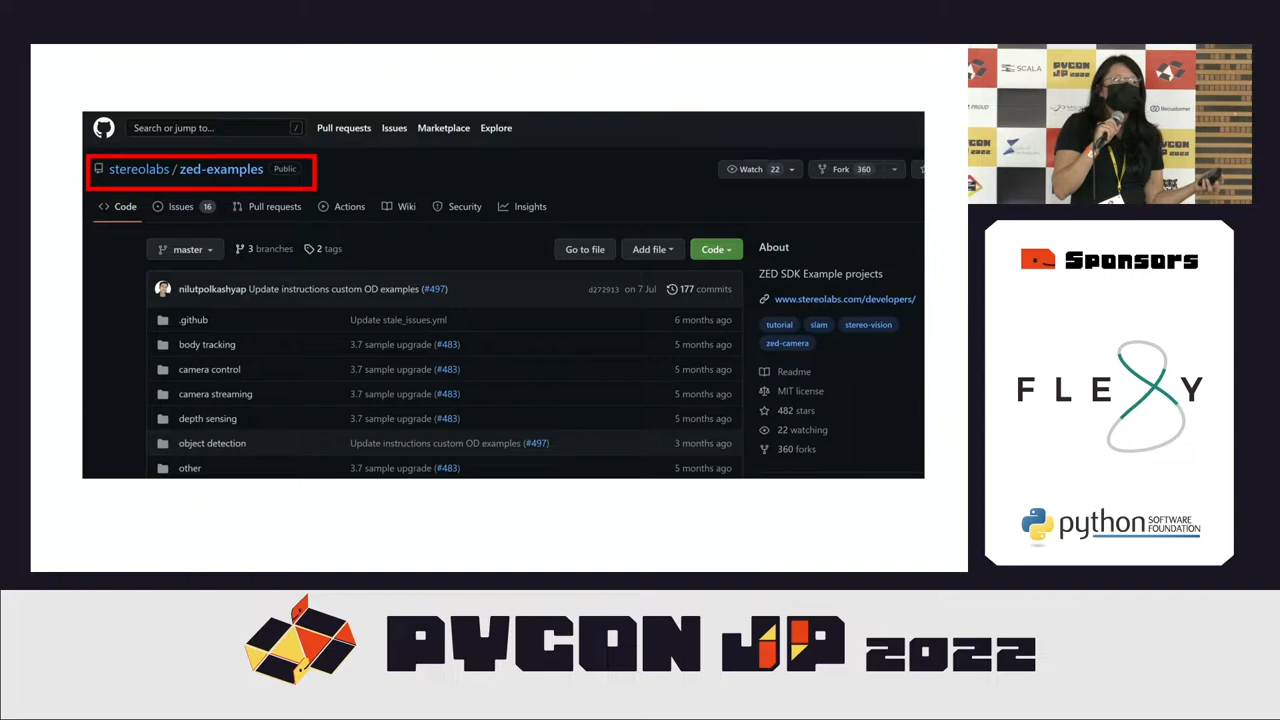 Search or jump to...
/
Pull requests
Issues
Marketplace
Explore
stereolabs / zed-examples Public
Watch 22
Fork 360
Code
Issues 16
Pull requests
Actions
Wiki
Security
Insights
master
3 branches
2 tags
Go to file
Add file
Code
nilutpolkashyap Update instructions custom OD examples (#497)
d272913 on 7 Jul
177 commits
.github Update stale_issues.yml 6 months ago
body tracking 3.7 sample upgrade (#483) 5 months ago
camera control 3.7 sample upgrade (#483) 5 months ago
camera streaming 3.7 sample upgrade (#483) 5 months ago
depth sensing 3.7 sample upgrade (#483) 5 months ago
object detection Update instructions custom OD examples (#497) 3 months ago
other 3.7 sample upgrade (#483) 5 months ago
About
ZED SDK Example projects
www.stereolabs.com/developers/
tutorial slam stereo-vision
zed-camera
Readme
MIT license
482 stars
22 watching
360 forks
SCALA
PYCON
JP 2022
PROUD
Recustomer
PYCON
JP 2022
Sponsors
FLE8Y
python SOFTWARE
FOUNDATION
PYCON JP 2022